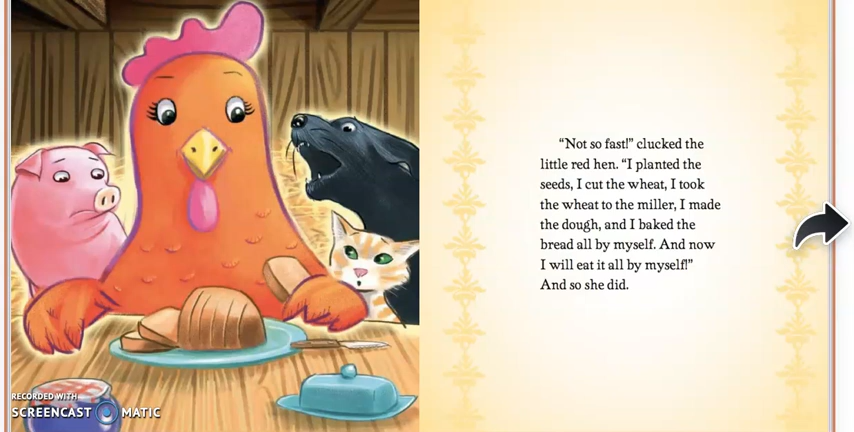 “Not so fast!” clucked the
little red hen. “I planted the
seeds, I cut the wheat, I took
the wheat to the miller, I made
the dough, and I baked the
bread all by myself. And now
I will eat it all by myself!”
And so she did.
RECORDED WITH
SCREENCAST MATIC